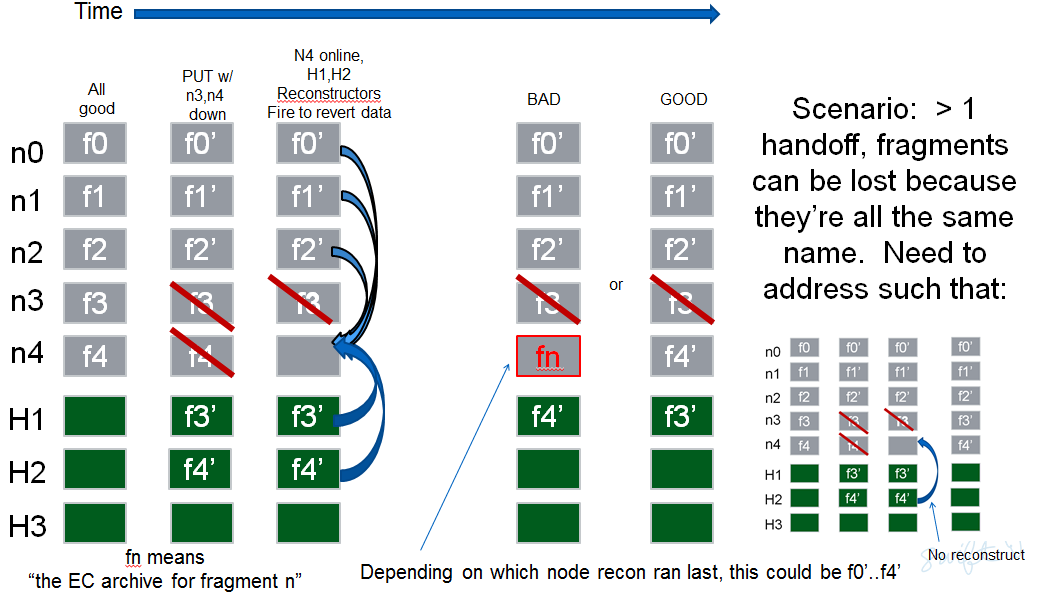 Time
All
good
PUT w/
n3,n4
down
N4 online,
H1,H2
Reconstructors
Fire to revert data
BAD
GOOD
n0 f0 f0’ f0’ f0’ f0’
n1 f1 f1’ f1’ f1’ f1’
n2 f2 f2’ f2’ f2’ f2’
n3 f3 f3 f3 f3 or f3
n4 f4 f4 fn f4’
H1 f3’ f3’ f4’ f3’
H2 f4’ f4’
H3
fn means
“the EC archive for fragment n”
Depending on which node recon ran last, this could be f0’..f4’
Scenario: > 1
handoff, fragments
can be lost because
they’re all the same
name. Need to
address such that:
n0 f0 f0’ f0’ f0’
n1 f1 f1’ f1’ f1’
n2 f2 f2’ f2’ f2’
n3 f3 f3 f3 f3’
n4 f4 f4 f4’
H1 f3’ f3’
H2 f4’ f4’
H3
No reconstruct